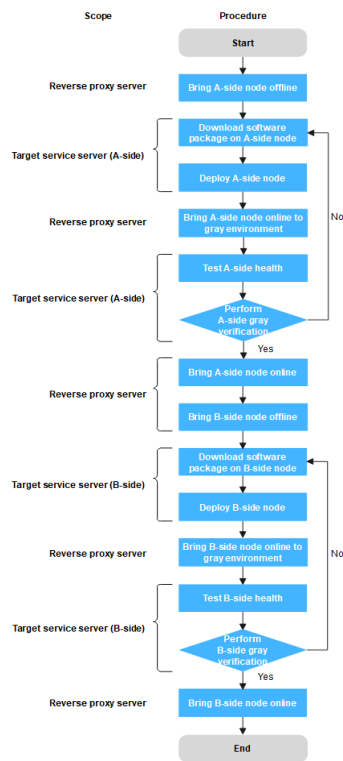 Scope
Procedure
Start
Reverse proxy server
Bring A-side node offline
Download software
package on A-side node
Target service server (A-side)
Deploy A-side node
Reverse proxy server
Bring A-side node online to
gray environment
No
Test A-side health
Target service server (A-side)
Perform
A-side gray
verification
Yes
Bring A-side node online
Reverse proxy server
Bring B-side node offline
Download software
package on B-side node
Target service server (B-side)
Deploy B-side node
Reverse proxy server
Bring B-side node online to
gray environment
No
Test B-side health
Target service server (B-side)
Perform
B-side gray
verification
Yes
Reverse proxy server
Bring B-side node online
End